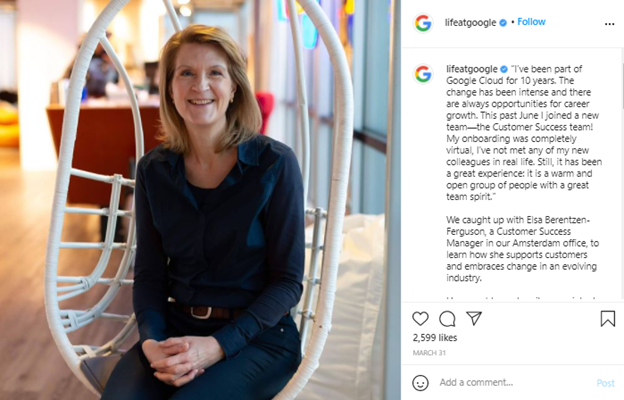 lifeatgoogle • Follow
lifeatgoogle "I've been part of
Google Cloud for 10 years. The
change has been intense and there
are always opportunities for career
growth. This past June I joined a new
team—the Customer Success team!
My onboarding was completely
virtual, I've not met any of my new
colleagues in real life. Still, it has been
a great experience: it is a warm and
open group of people with a great
team spirit."
We caught up with Elsa Berentzen-
Ferguson, a Customer Success
Manager in our Amsterdam office, to
learn how she supports customers
and embraces change in an evolving
industry.
2,599 likes
MARCH 31
Add a comment...
Post